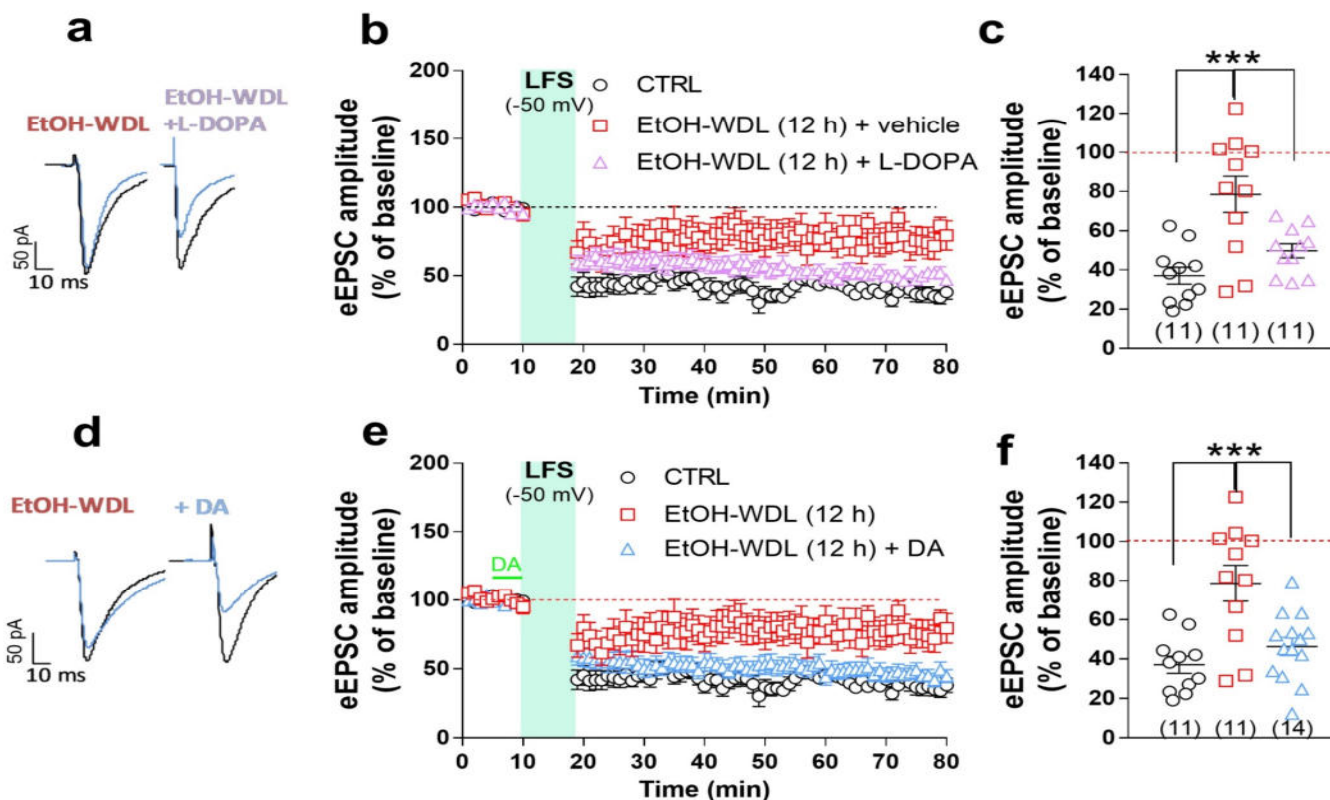 a
EtOH-WDL
EtOH-WDL
+L-DOPA
50 pA
10 ms
b
eEPSC amplitude
(% of baseline)
200
150
100
50
0
LFS
(-50 mV)
CTRL
EtOH-WDL (12 h) + vehicle
EtOH-WDL (12 h) + L-DOPA
0 10 20 30 40 50 60 70 80
Time (min)
c
***
eEPSC amplitude
(% of baseline)
140
120
100
80
60
40
20
0
(11) (11) (11)
d
EtOH-WDL + DA
50 pA
10 ms
e
eEPSC amplitude
(% of baseline)
200
150
100
50
0
LFS
(-50 mV)
DA
CTRL
EtOH-WDL (12 h)
EtOH-WDL (12 h) + DA
0 10 20 30 40 50 60 70 80
Time (min)
f
***
eEPSC amplitude
(% of baseline)
140
120
100
80
60
40
20
0
(11) (11) (14)